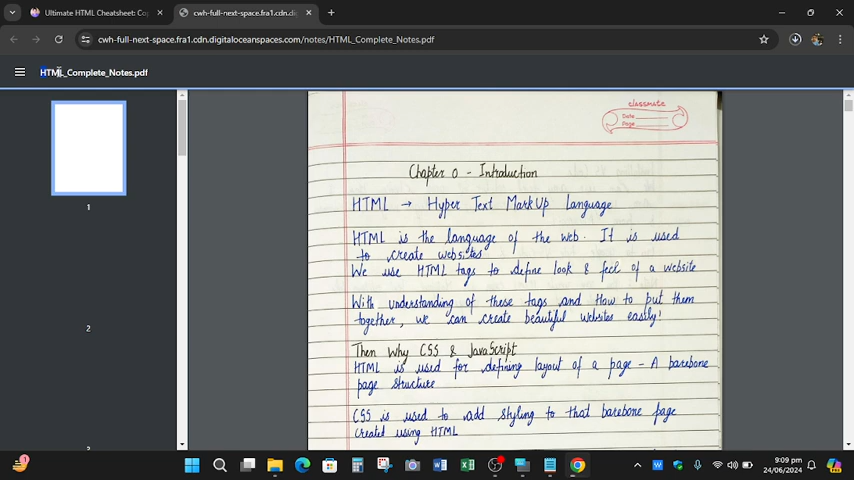 Ultimate HTML Cheatsheet: Cop
cwh-full-next-space.fra1.cdn.di
cwh-full-next-space.fra1.cdn.digitaloceanspaces.com/notes/HTML_Complete_Notes.pdf
HTML_Complete_Notes.pdf
1
2
classmate
Date
Page
Chapter 0 - Introduction
HTML → Hyper Text MarkUp Language
HTML is the language of the web. It is used
to create websites
We use HTML tags to define look & feel of a website
With understanding of these tags and How to put them
together, we can create beautiful websites easily!
Then Why CSS & JavaScript
HTML is used for defining layout of a page - A barebone
page structure
CSS is used to add styling to that barebone page
created using HTML
9:09 pm
24/06/2024